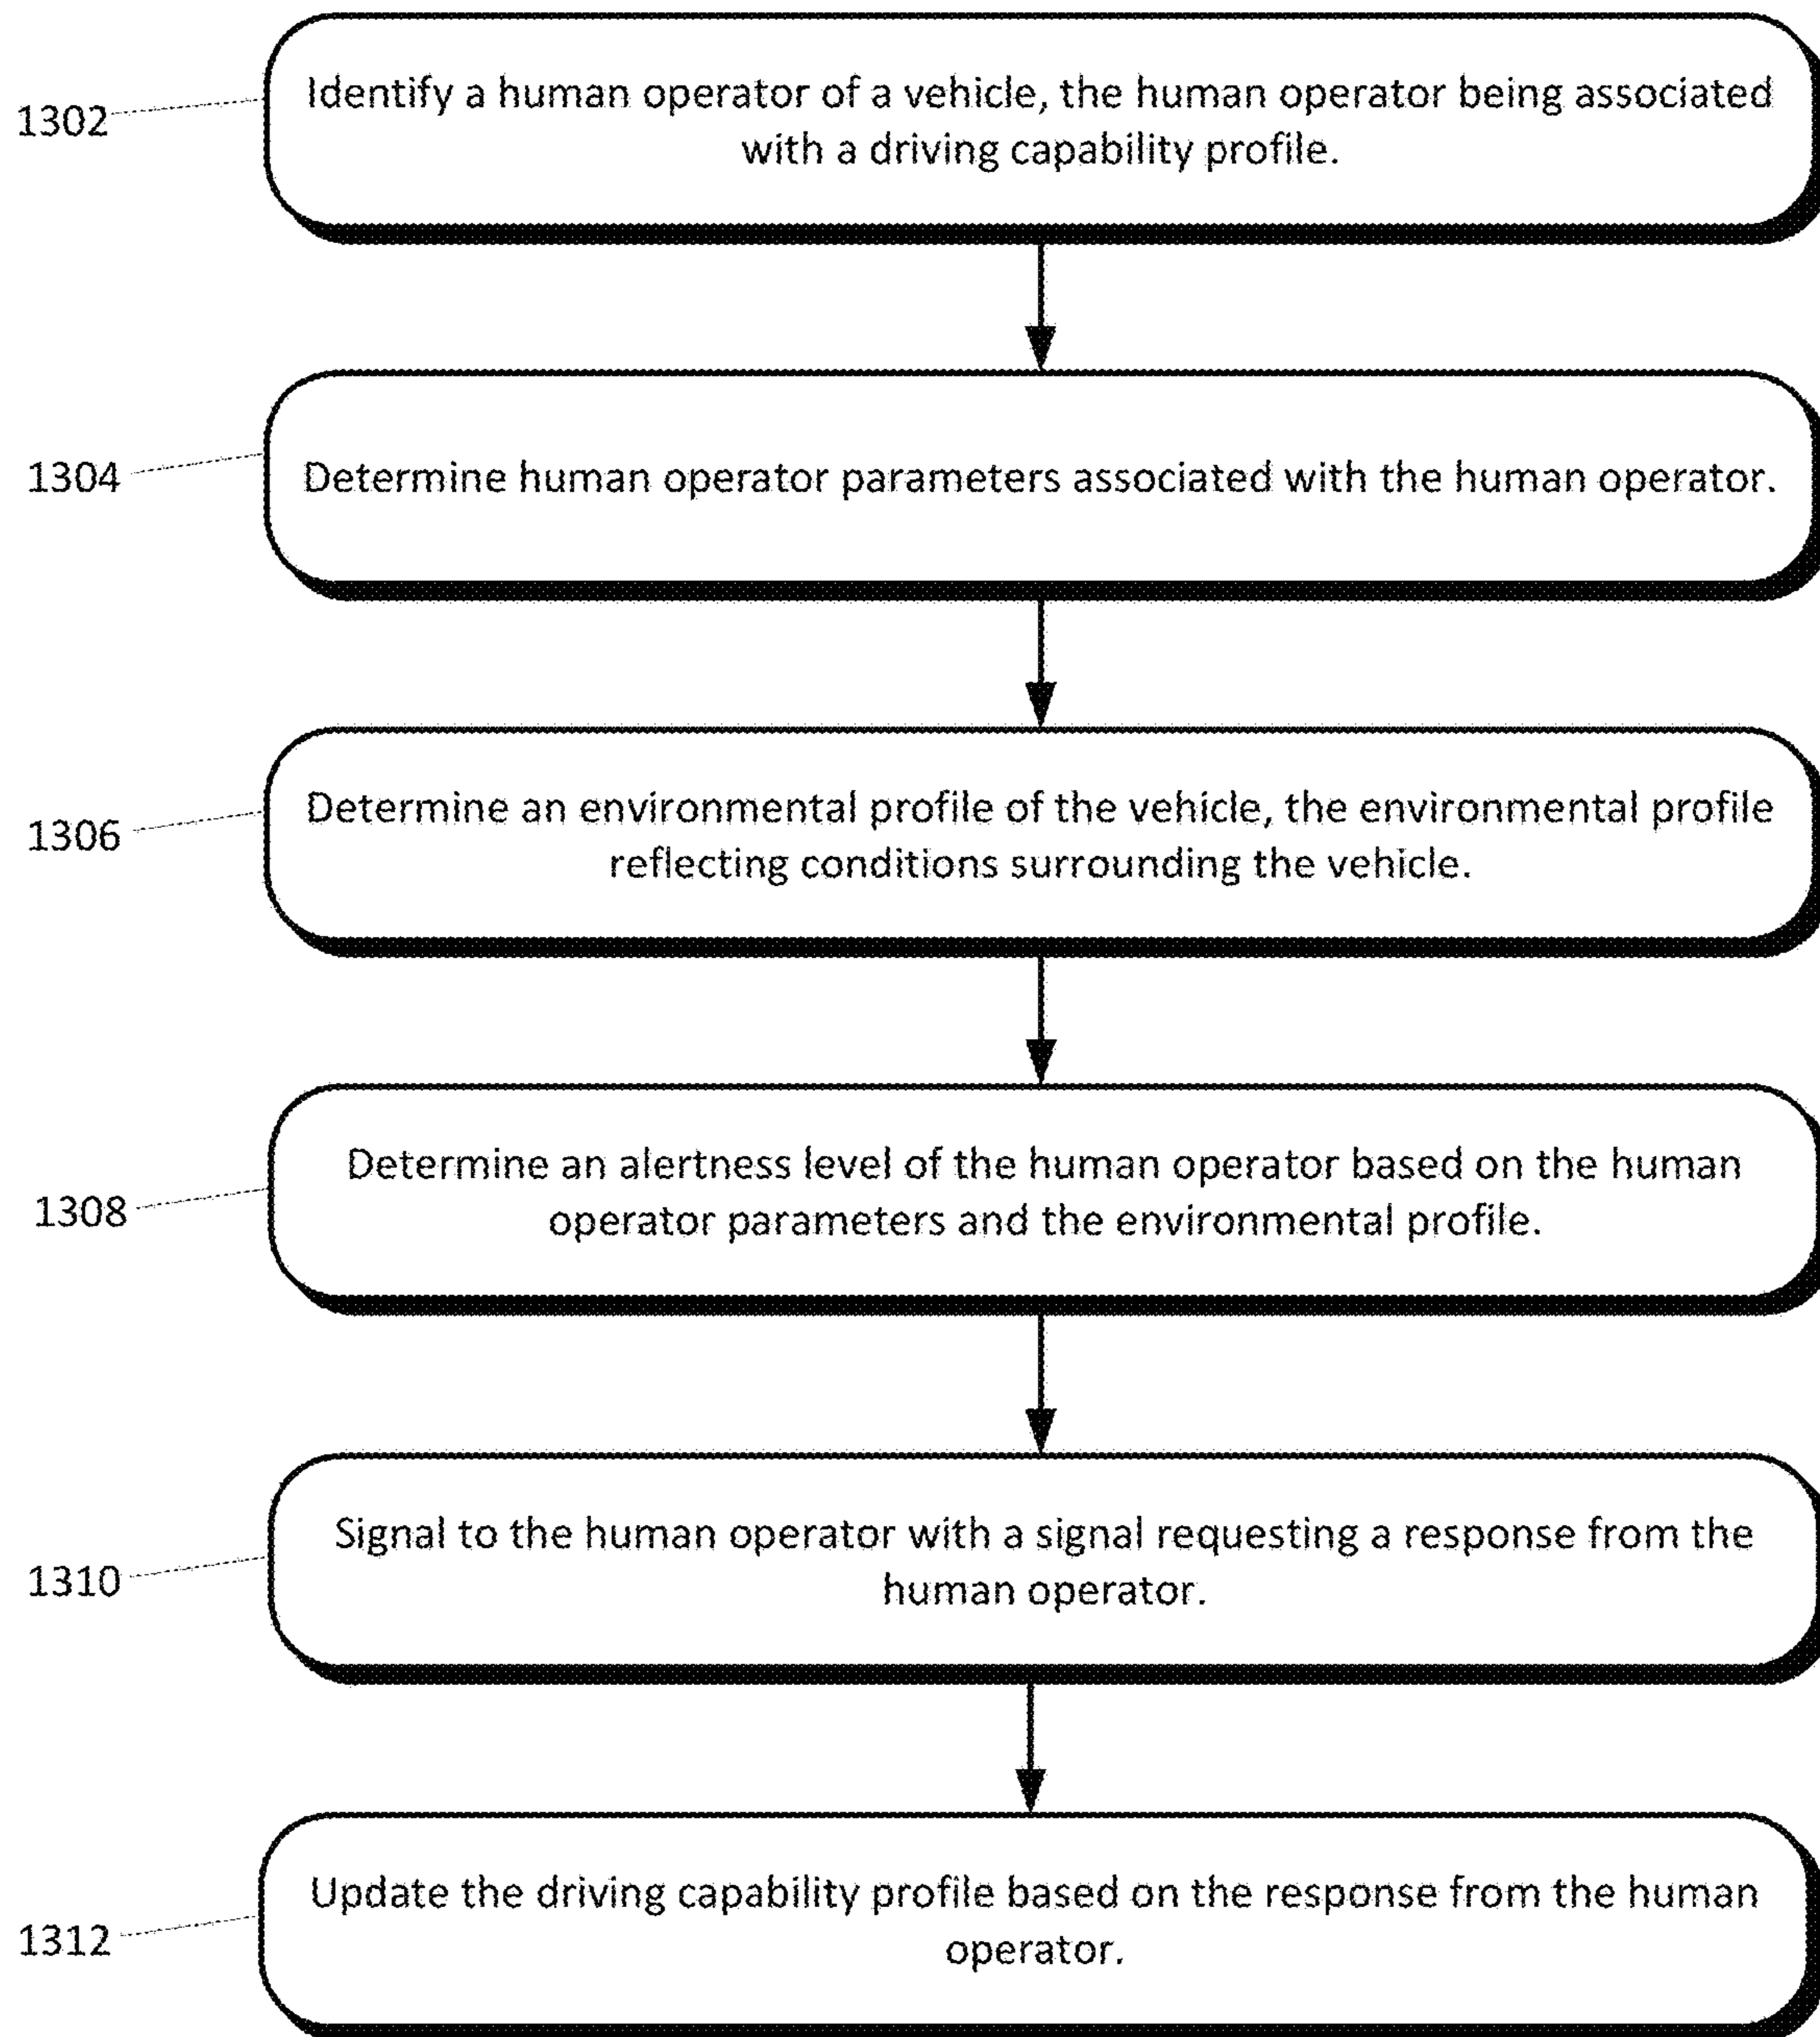 1302
Identify a human operator of a vehicle, the human operator being associated
with a driving capability profile.
1304
Determine human operator parameters associated with the human operator.
1306
Determine an environmental profile of the vehicle, the environmental profile
reflecting conditions surrounding the vehicle.
1308
Determine an alertness level of the human operator based on the human
operator parameters and the environmental profile.
1310
Signal to the human operator with a signal requesting a response from the
human operator.
1312
Update the driving capability profile based on the response from the human
operator.